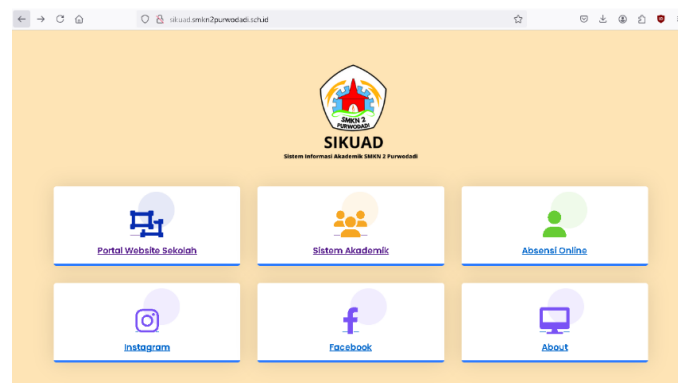 sikuad.smkn2purwodadi.sch.id
SMKN 2
PURWODADI
SIKUAD
Sistem Informasi Akademik SMKN 2 Purwodadi
Portal Website Sekolah
Sistem Akademik
Absensi Online
Instagram
Facebook
About